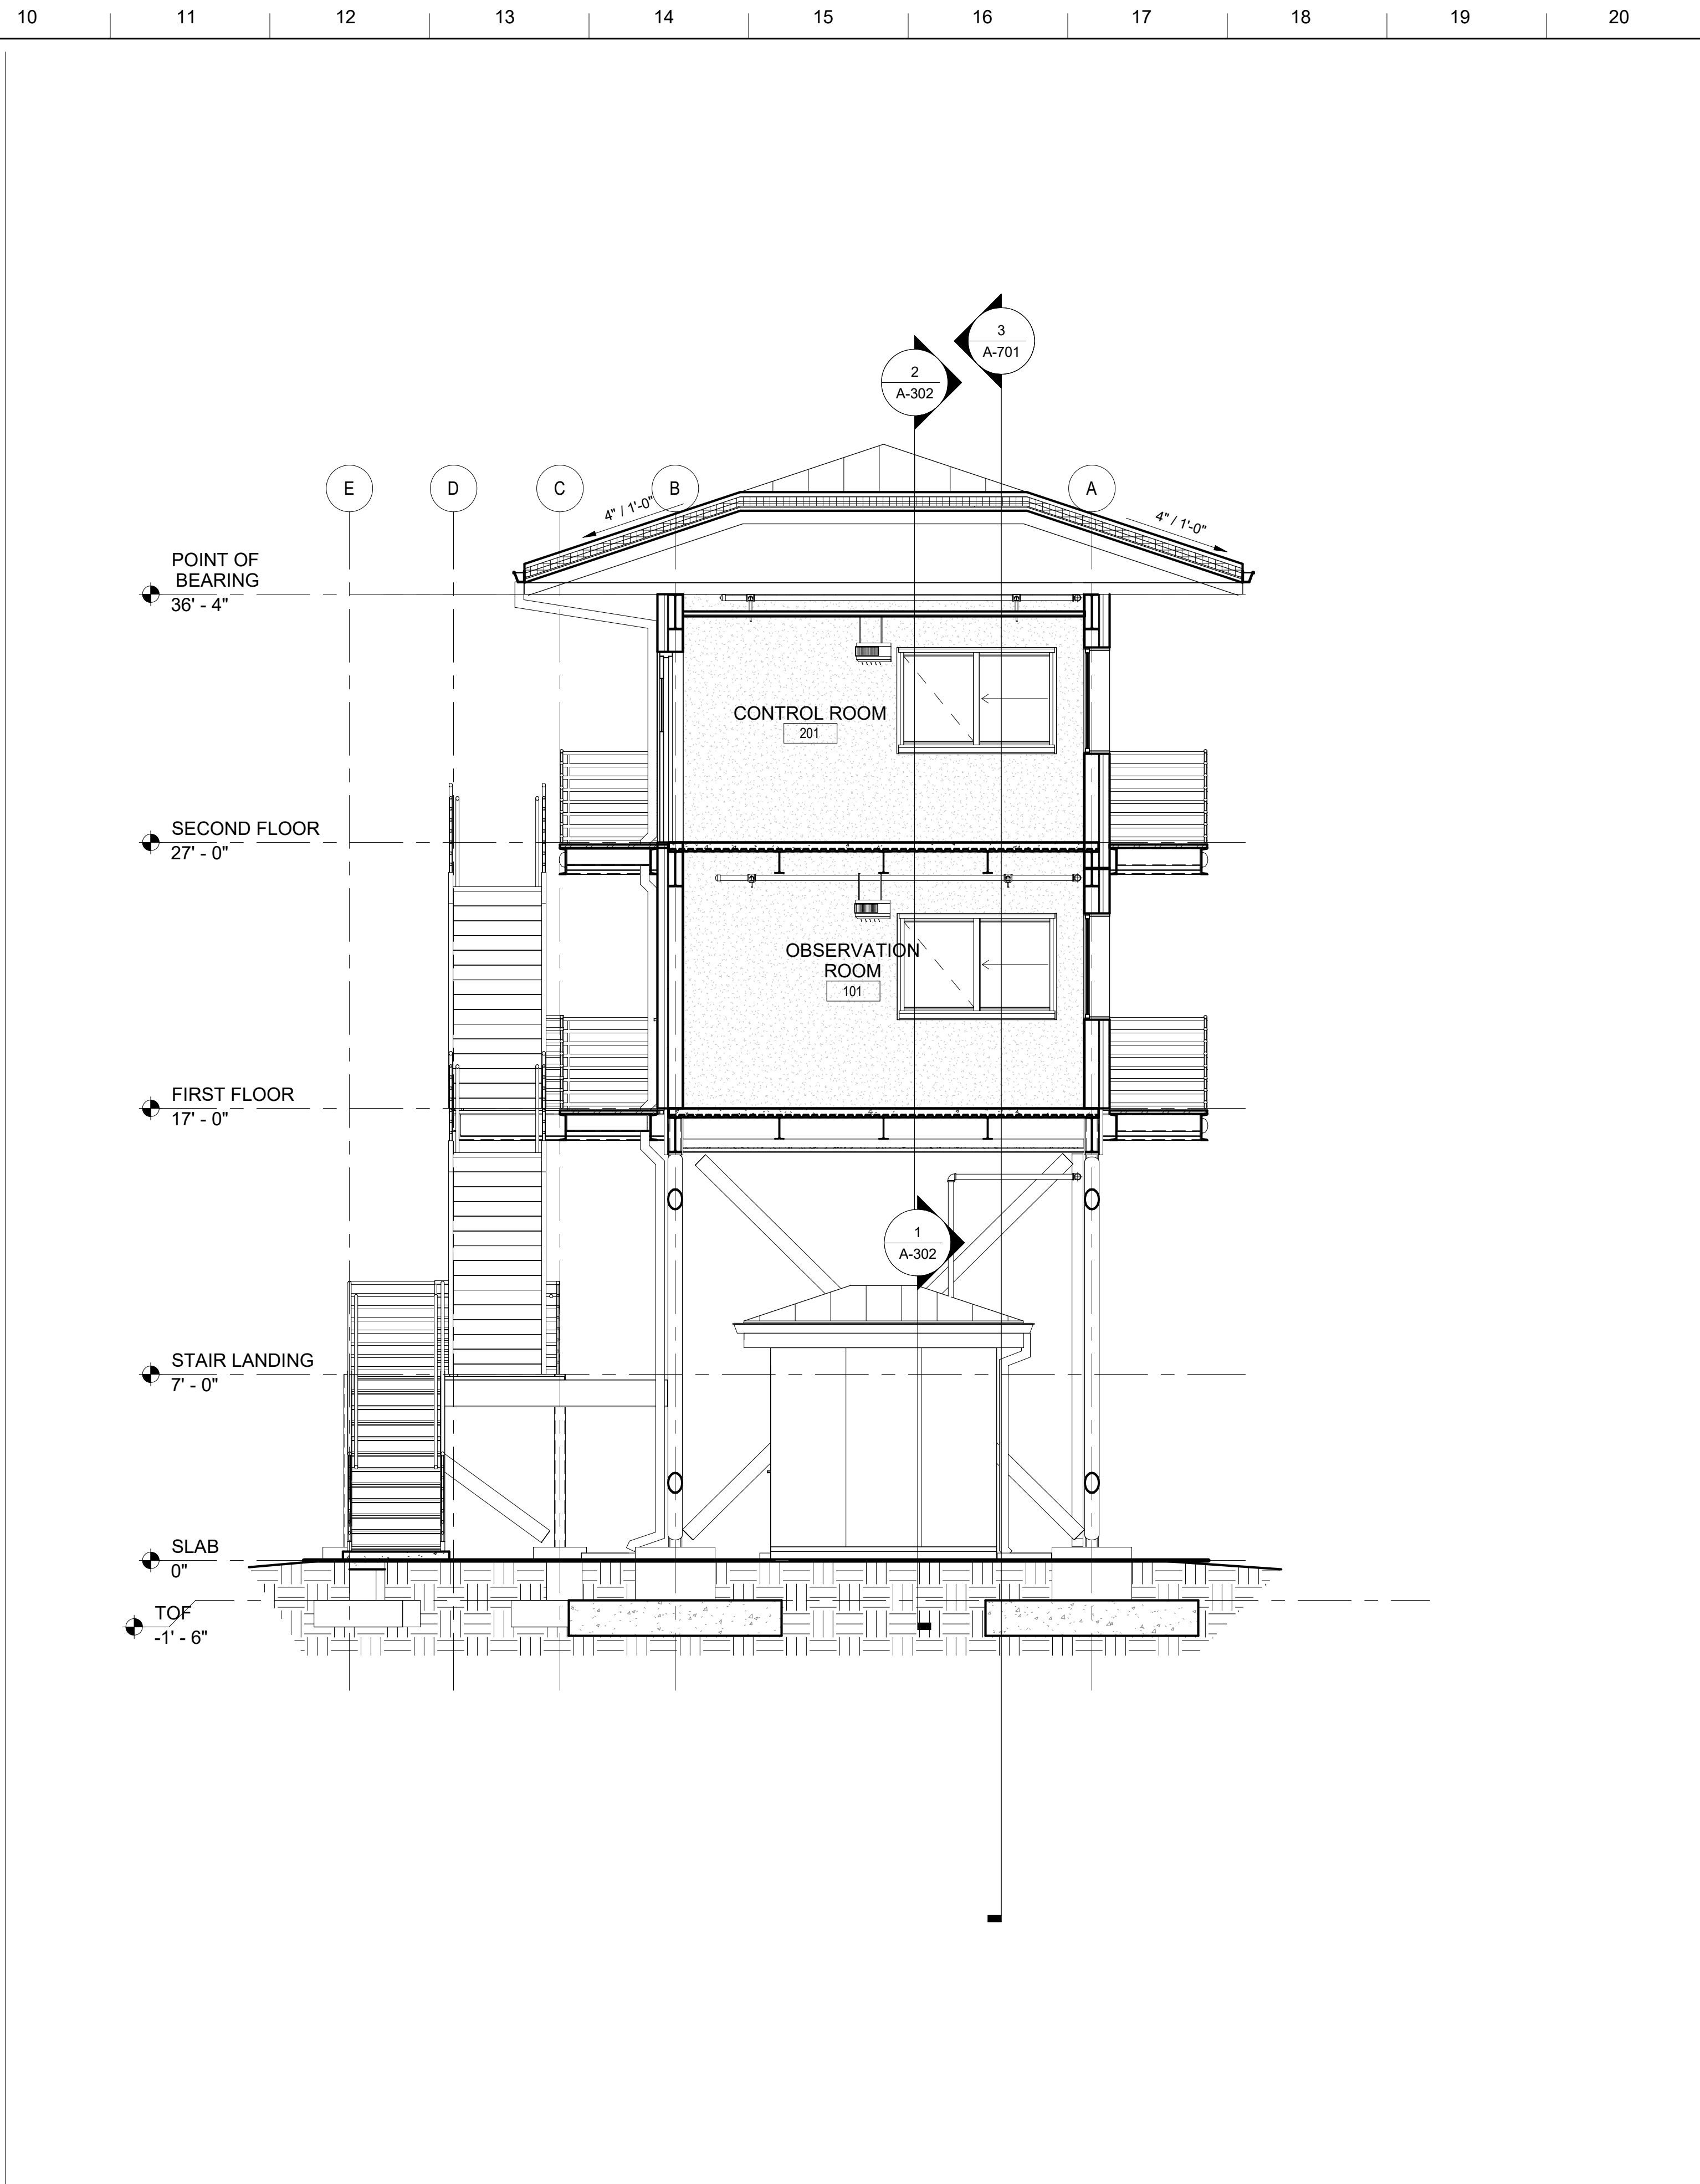 10 11 12 13 14 15 16 17 18 19 20
3
A-701
2
A-302
E D C B A
4" / 1'-0"
4" / 1'-0"
POINT OF
BEARING
36' - 4"
CONTROL ROOM
201
SECOND FLOOR
27' - 0"
OBSERVATION
ROOM
101
FIRST FLOOR
17' - 0"
1
A-302
STAIR LANDING
7' - 0"
SLAB
0"
TOF
-1' - 6"